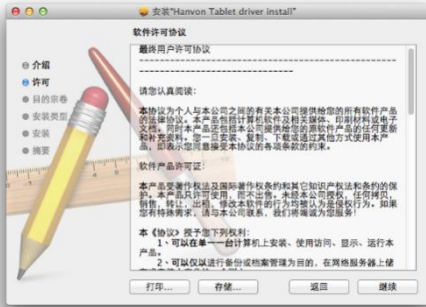 安装"Hanvon Tablet driver install"
软件许可协议
介绍
许可
目的宗卷
安装类型
安装
摘要
最终用户许可协议
请您认真阅读：
本协议为个人与本公司之间的有关本公司提供给您的所有软件产品
的法律协议。本产品包括计算机软件及相关媒体、印刷材料或电子
文档。同时本产品还包括本公司提供给您的原软件产品的任何更新
和补充资料。您一旦安装、复制、下载或通过其他方式使用本产
品，即表示您同意接受本协议的各项条款的约束。
软件产品许可证：
本产品受著作权法及国际著作权条约和其它知识产权法和条约的保
护。本产品只许可使用，而不出售。未经本公司授权，任何拷贝，
销售，转让，出租、修改本软件的行为均被认为是侵权行为。如果
您有特殊需求，请与本公司联系，我们将竭诚为您服务！
本《协议》授予您下列权利：
1、可以在单一一台计算机上安装、使用访问、显示、运行本
产品。
2、可以仅以进行备份或档案管理为目的，在网络服务器上储
打印...
存储...
返回
继续